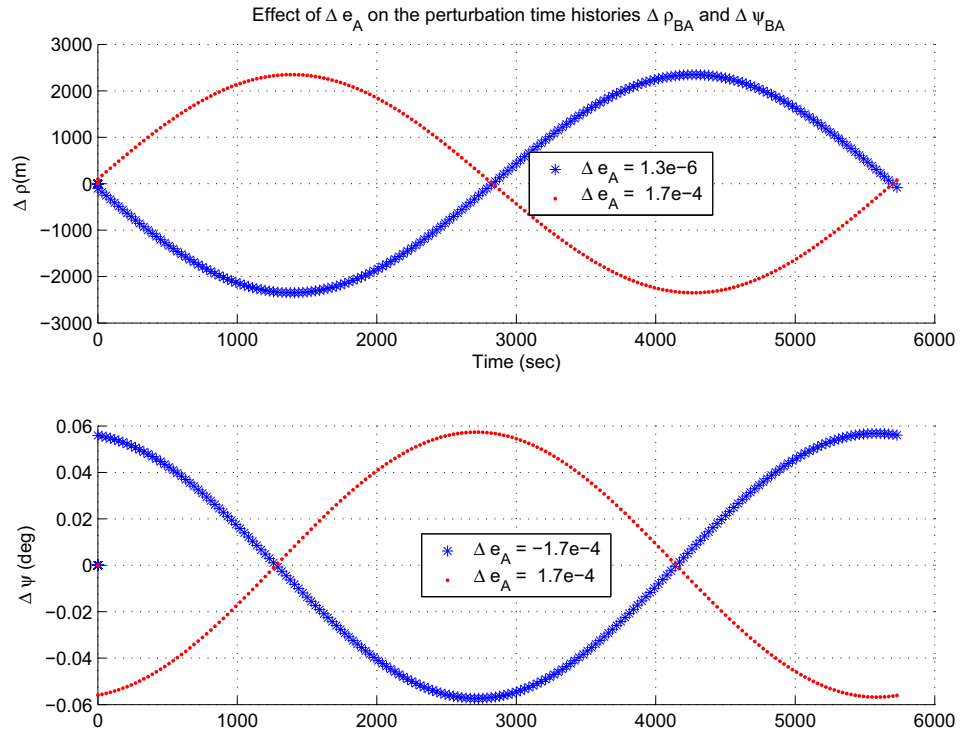 Effect of Δ e_A on the perturbation time histories Δ ρ_BA and Δ ψ_BA
3000
2000
1000
0
−1000
−2000
−3000
Δ ρ(m)
Δ e_A = 1.3e−6
Δ e_A = 1.7e−4
0 1000 2000 3000 4000 5000 6000
Time (sec)
0.06
0.04
0.02
0
−0.02
−0.04
−0.06
Δ ψ (deg)
Δ e_A = −1.7e−4
Δ e_A = 1.7e−4
0 1000 2000 3000 4000 5000 6000